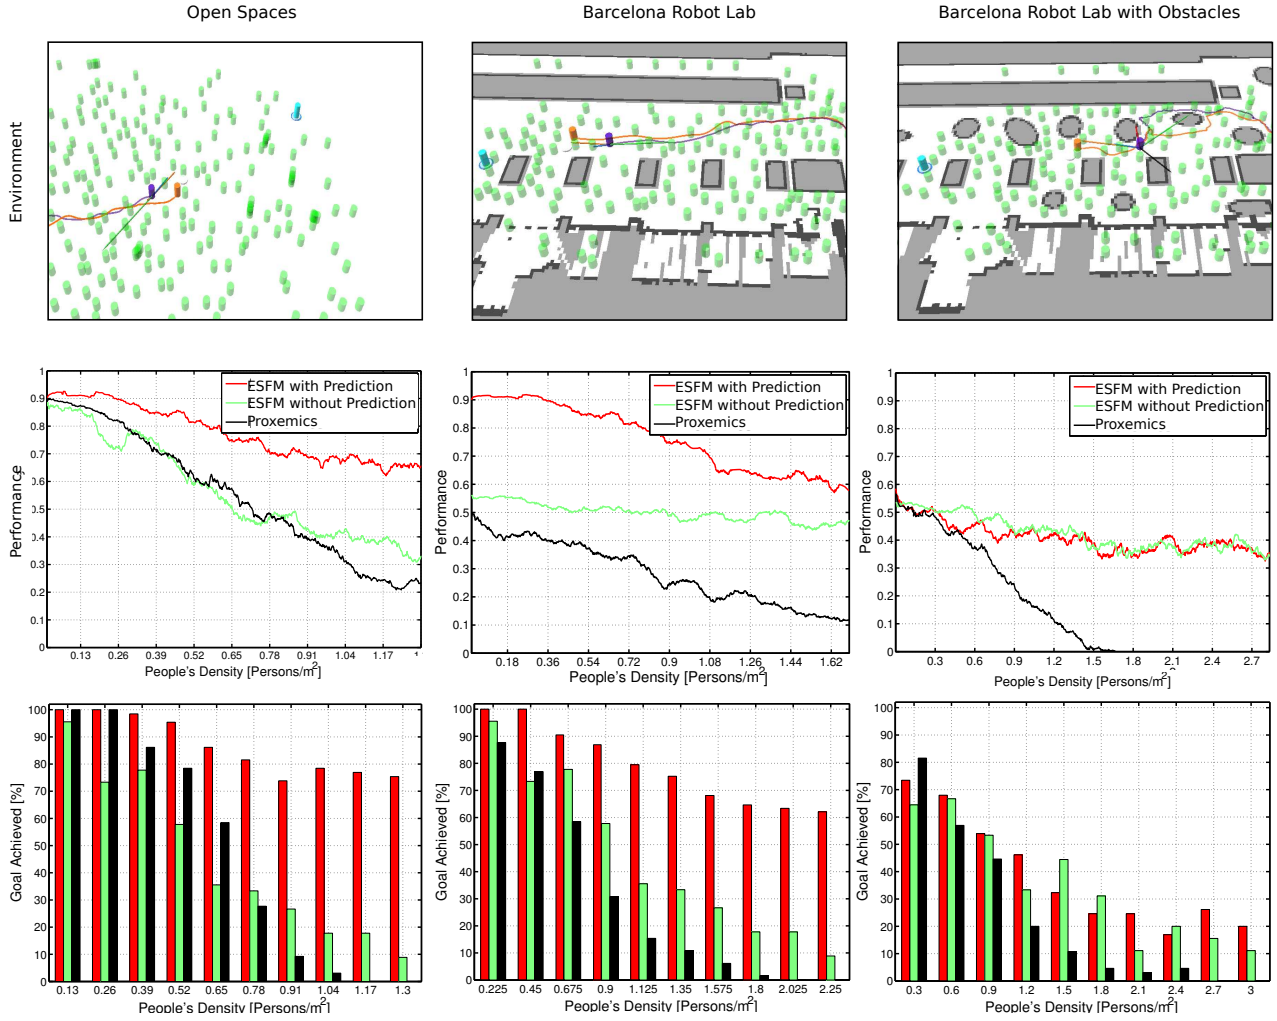 Open Spaces
Barcelona Robot Lab
Barcelona Robot Lab with Obstacles
Environment
Performance
1
0.9
0.8
0.7
0.6
0.5
0.4
0.3
0.2
0.1
0
ESFM with Prediction
ESFM without Prediction
Proxemics
0.13 0.26 0.39 0.52 0.65 0.78 0.91 1.04 1.17
People's Density [Persons/m²]
Performance
1
0.9
0.8
0.7
0.6
0.5
0.4
0.3
0.2
0.1
0
ESFM with Prediction
ESFM without Prediction
Proxemics
0.18 0.36 0.54 0.72 0.9 1.08 1.26 1.44 1.62
People's Density [Persons/m²]
Performance
1
0.9
0.8
0.7
0.6
0.5
0.4
0.3
0.2
0.1
0
ESFM with Prediction
ESFM without Prediction
Proxemics
0.3 0.6 0.9 1.2 1.5 1.8 2.1 2.4 2.7
People's Density [Persons/m²]
Goal Achieved [%]
100
90
80
70
60
50
40
30
20
10
0
0.13 0.26 0.39 0.52 0.65 0.78 0.91 1.04 1.17 1.3
People's Density [Persons/m²]
Goal Achieved [%]
100
90
80
70
60
50
40
30
20
10
0
0.225 0.45 0.675 0.9 1.125 1.35 1.575 1.8 2.025 2.25
People's Density [Persons/m²]
Goal Achieved [%]
100
90
80
70
60
50
40
30
20
10
0
0.3 0.6 0.9 1.2 1.5 1.8 2.1 2.4 2.7 3
People's Density [Persons/m²]